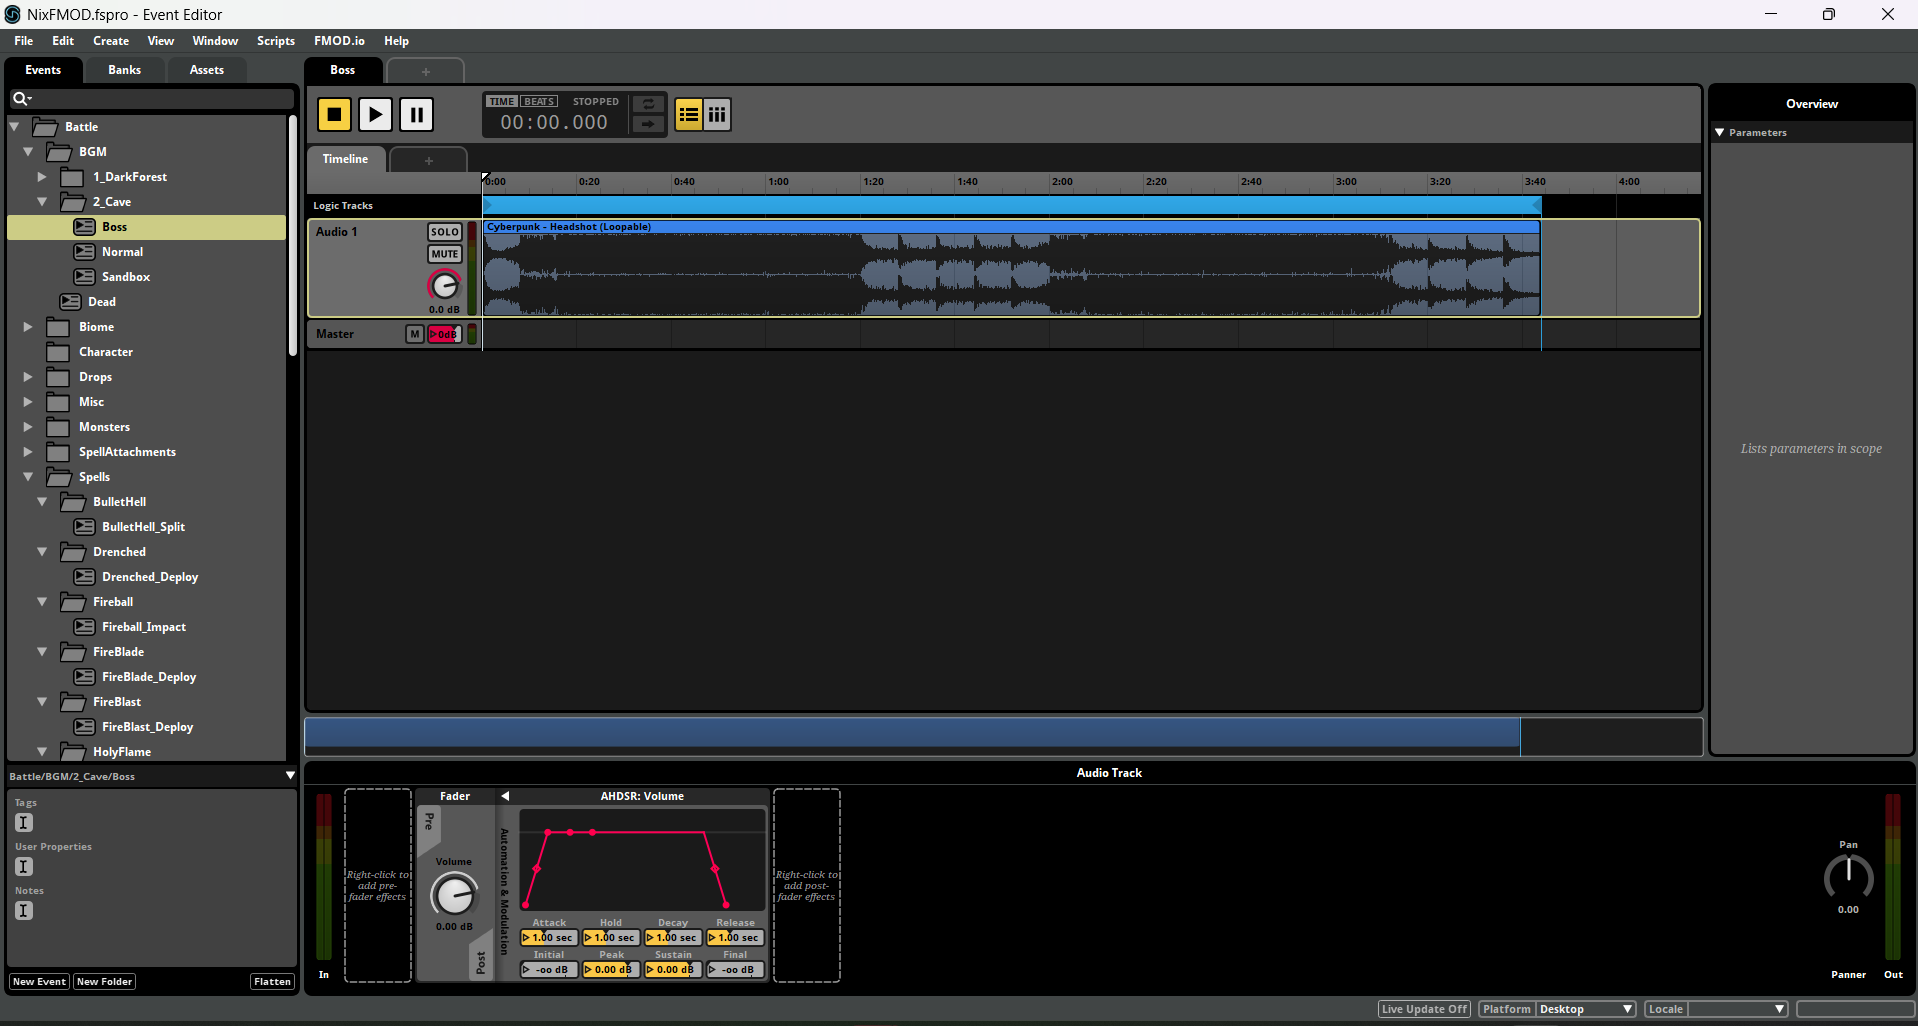 NixFMOD.fspro - Event Editor
File Edit Create View Window Scripts FMOD.io Help
Events Banks Assets
Battle
BGM
1_DarkForest
2_Cave
Boss
Normal
Sandbox
Dead
Biome
Character
Drops
Misc
Monsters
SpellAttachments
Spells
BulletHell
BulletHell_Split
Drenched
Drenched_Deploy
Fireball
Fireball_Impact
FireBlade
FireBlade_Deploy
FireBlast
FireBlast_Deploy
HolyFlame
Battle/BGM/2_Cave/Boss
Tags
User Properties
Notes
New Event New Folder Flatten
Boss +
TIME BEATS STOPPED
00:00.000
Timeline +
0:00 0:20 0:40 1:00 1:20 1:40 2:00 2:20 2:40 3:00 3:20 3:40 4:00
Logic Tracks
Audio 1 SOLO
MUTE
0.0 dB
Cyberpunk - Headshot (Loopable)
Master M 0dB
Overview
Parameters
Lists parameters in scope
Audio Track
In
Right-click to
add pre-
fader effects
Fader
Pre
Volume
0.00 dB
Post
Automation & Modulation
AHDSR: Volume
Attack Hold Decay Release
1.00 sec 1.00 sec 1.00 sec 1.00 sec
Initial Peak Sustain Final
-oo dB 0.00 dB 0.00 dB -oo dB
Right-click to
add post-
fader effects
Pan
0.00
Panner Out
Live Update Off Platform Desktop Locale